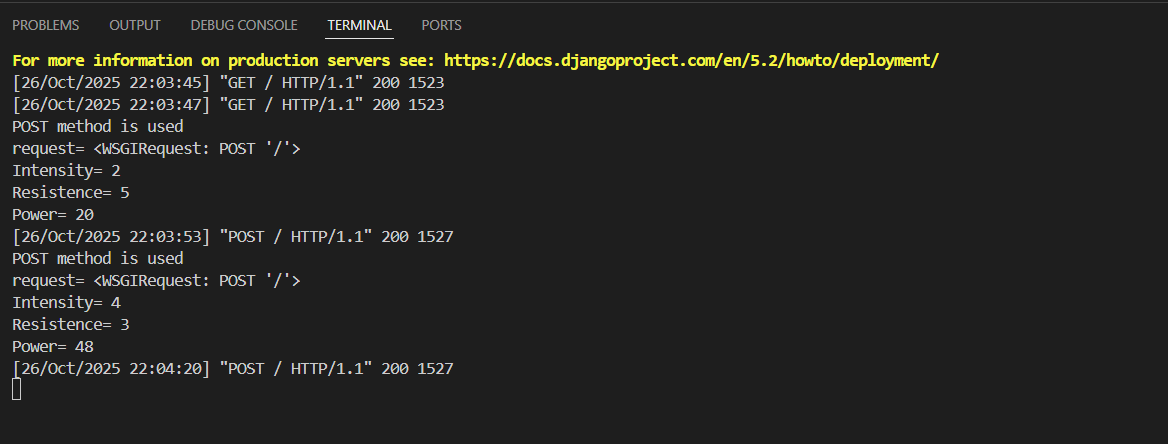 PROBLEMS OUTPUT DEBUG CONSOLE TERMINAL PORTS
For more information on production servers see: https://docs.djangoproject.com/en/5.2/howto/deployment/
[26/Oct/2025 22:03:45] "GET / HTTP/1.1" 200 1523
[26/Oct/2025 22:03:47] "GET / HTTP/1.1" 200 1523
POST method is used
request= <WSGIRequest: POST '/'>
Intensity= 2
Resistence= 5
Power= 20
[26/Oct/2025 22:03:53] "POST / HTTP/1.1" 200 1527
POST method is used
request= <WSGIRequest: POST '/'>
Intensity= 4
Resistence= 3
Power= 48
[26/Oct/2025 22:04:20] "POST / HTTP/1.1" 200 1527